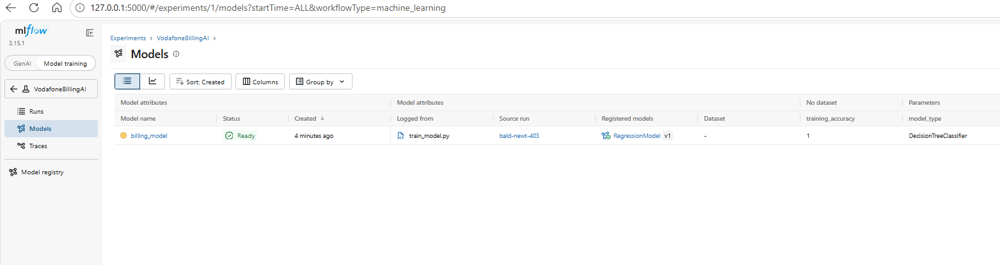 127.0.0.1:5000/#/experiments/1/models?startTime=ALL&workflowType=machine_learning
mlflow
3.15.1
GenAI Model training
VodafoneBillingAI
Runs
Models
Traces
Model registry
Experiments > VodafoneBillingAI >
Models
Sort: Created Columns Group by
Model attributes Model attributes No dataset Parameters
Model name Status Created Logged from Source run Registered models Dataset training_accuracy model_type
billing_model Ready 4 minutes ago train_model.py bald-newt-403 RegressionModel v1 - 1 DecisionTreeClassifier